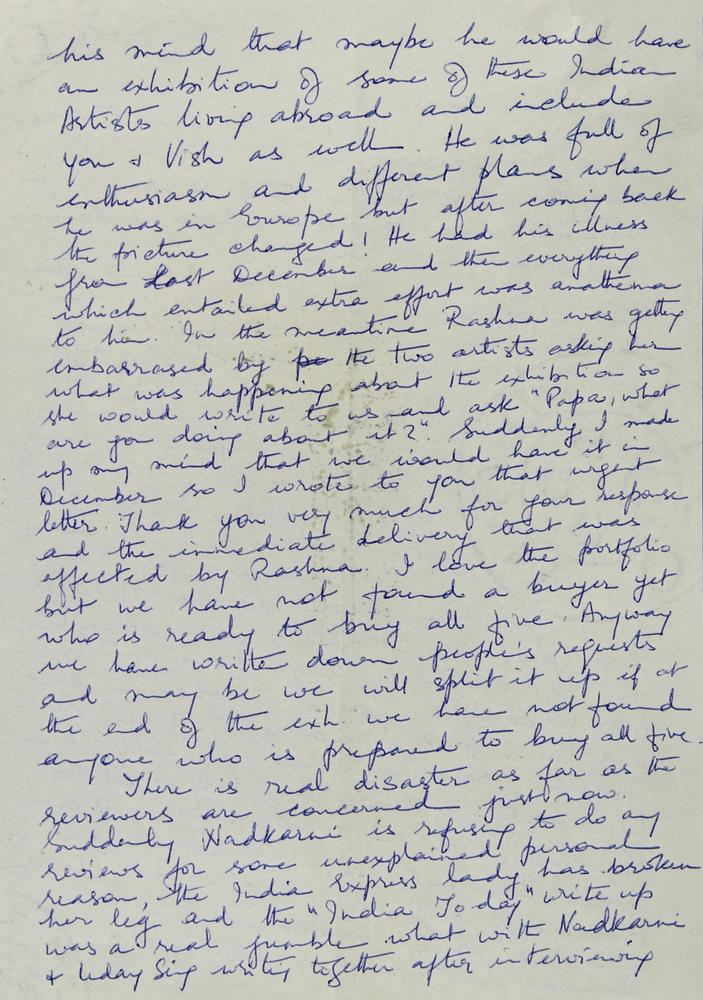 his mind that maybe he would have
an exhibition of some of these Indian
Artists living abroad and include
you & Vish as well. He was full of
enthusiasm and different plans when
he was in Europe but after coming back
the picture changed! He had his illness
from last December and then everything
which entailed extra effort was anathema
to him. In the meantime Rashna was getting
embarrased by the two artists asking her
what was happening about the exhibition so
she would write to us and ask "Papa, what
are you doing about it?" Suddenly I made
up my mind that we would have it in
December so I wrote to you that urgent
letter. Thank you very much for your response
and the immediate delivery that was
affected by Rashna. I love the portfolio
but we have not found a buyer yet
who is ready to buy all five. Anyway
we have written down people's requests
and may be we will split it up if at
the end of the exh. we have not found
anyone who is prepared to buy all five.
There is real disaster as far as the
reviewers are concerned just now.
Suddenly Nadkarni is refusing to do any
reviews for some unexplained personal
reason, the India Express lady has broken
her leg and the "India Today" write up
was a real fumble what with Nadkarni
& Uday Sing writing together after interviewing